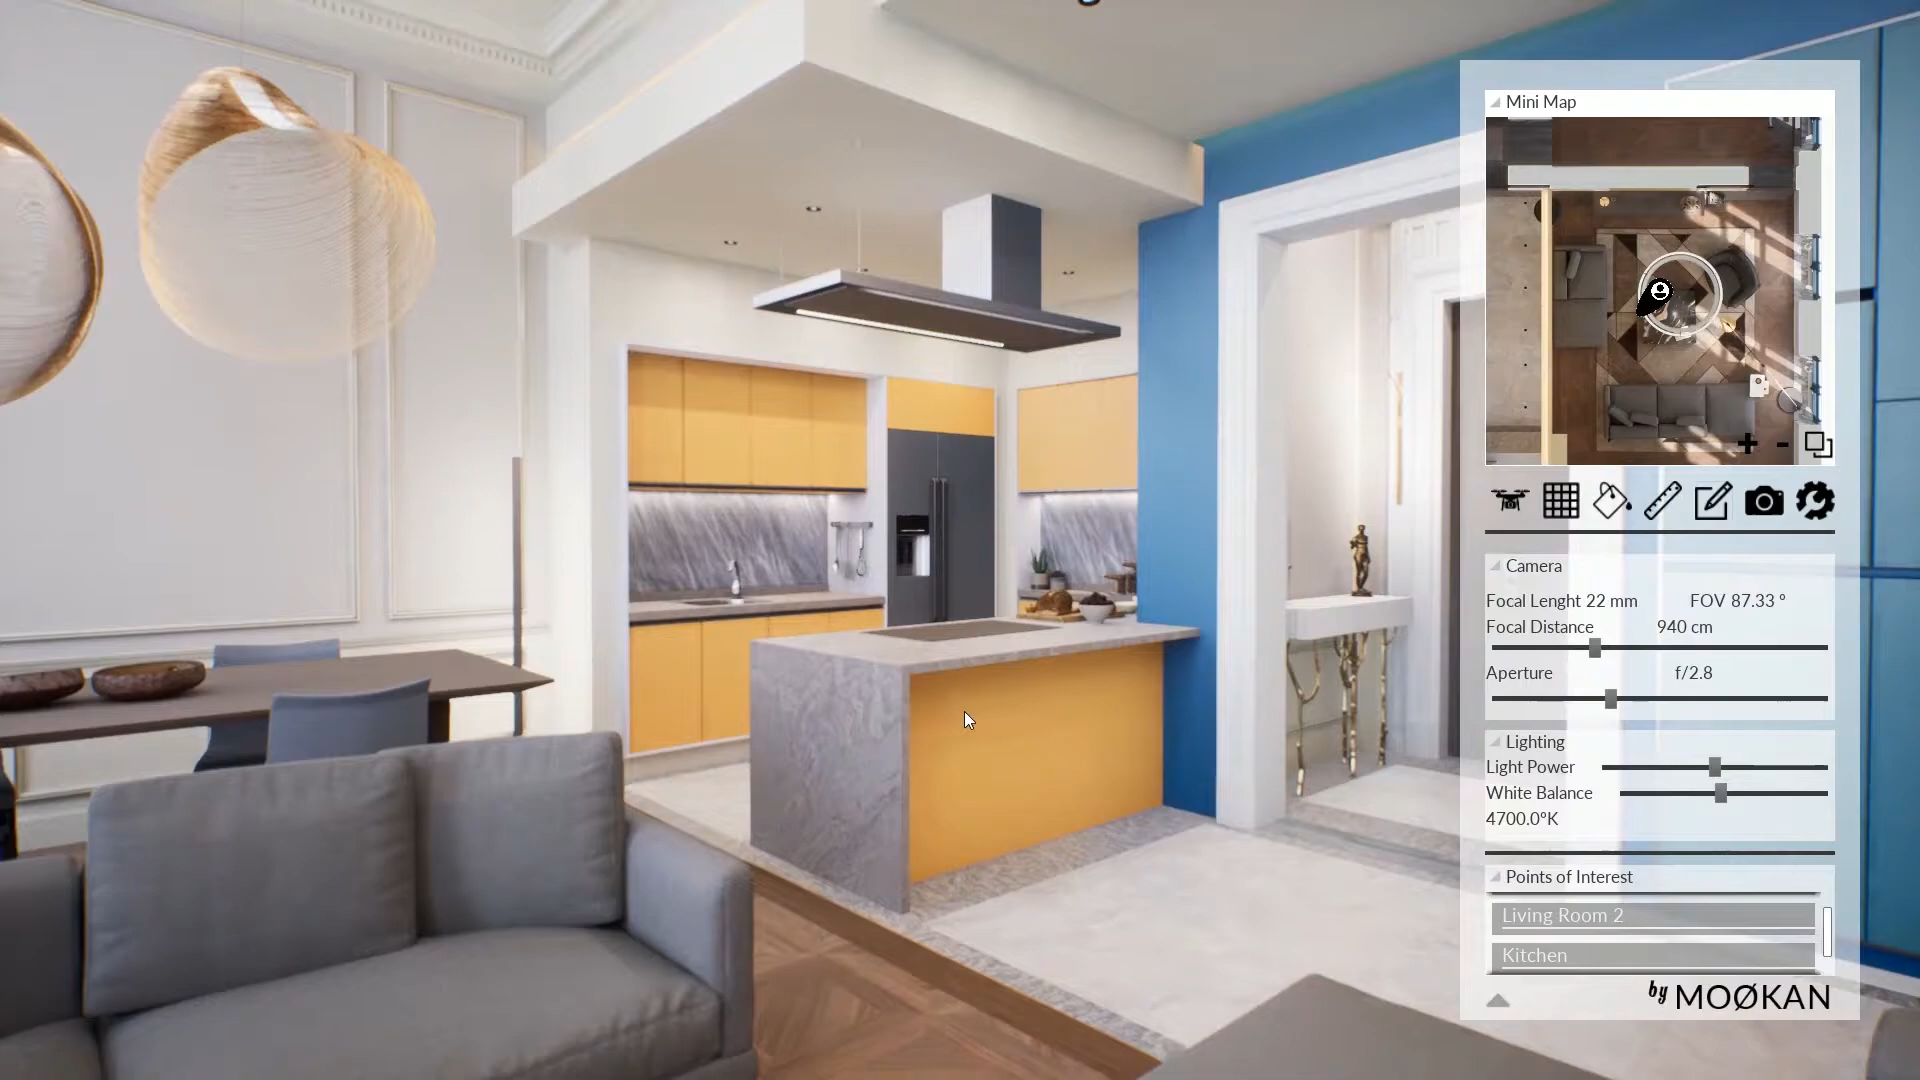 Mini Map
Camera
Focal Lenght 22 mm FOV 87.33 º
Focal Distance 940 cm
Aperture f/2.8
Lighting
Light Power
White Balance
4700.0ºK
Points of Interest
Living Room 2
Kitchen
by MOØKAN